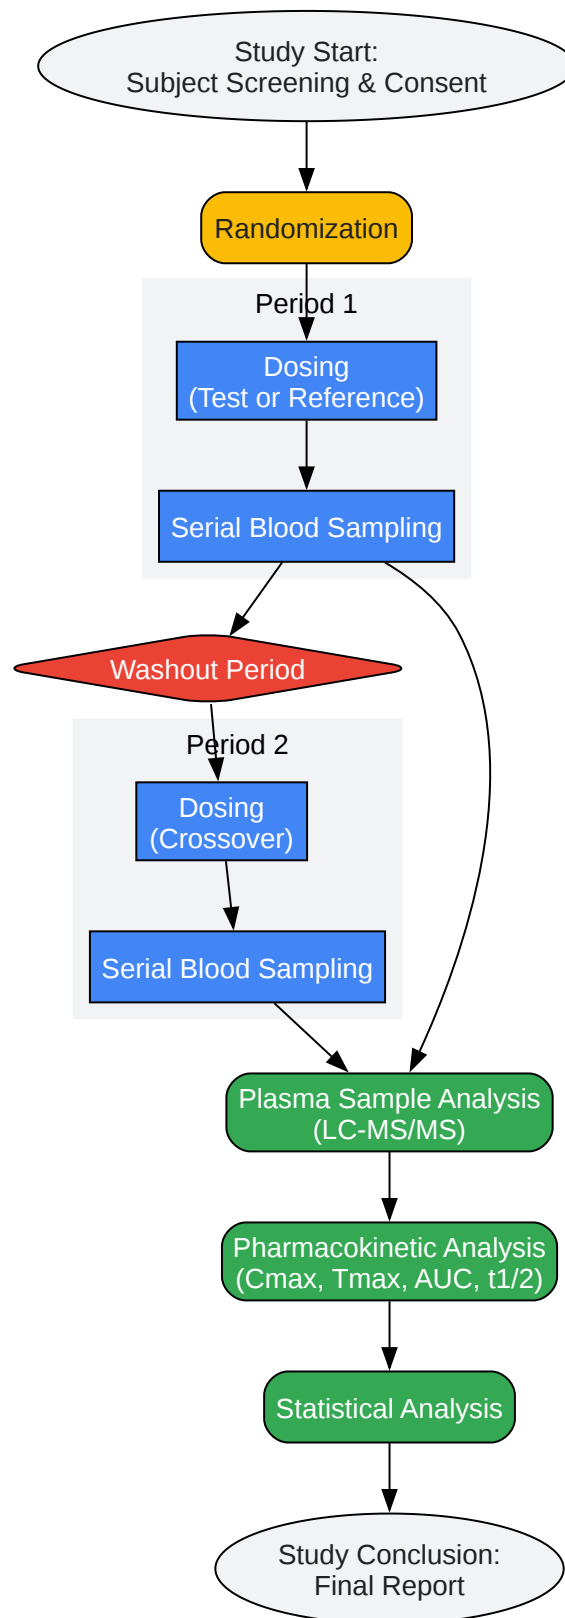 Study Start:
Subject Screening & Consent
Randomization
Period 1
Dosing
(Test or Reference)
Serial Blood Sampling
Washout Period
Period 2
Dosing
(Crossover)
Serial Blood Sampling
Plasma Sample Analysis
(LC-MS/MS)
Pharmacokinetic Analysis
(Cmax, Tmax, AUC, t1/2)
Statistical Analysis
Study Conclusion:
Final Report